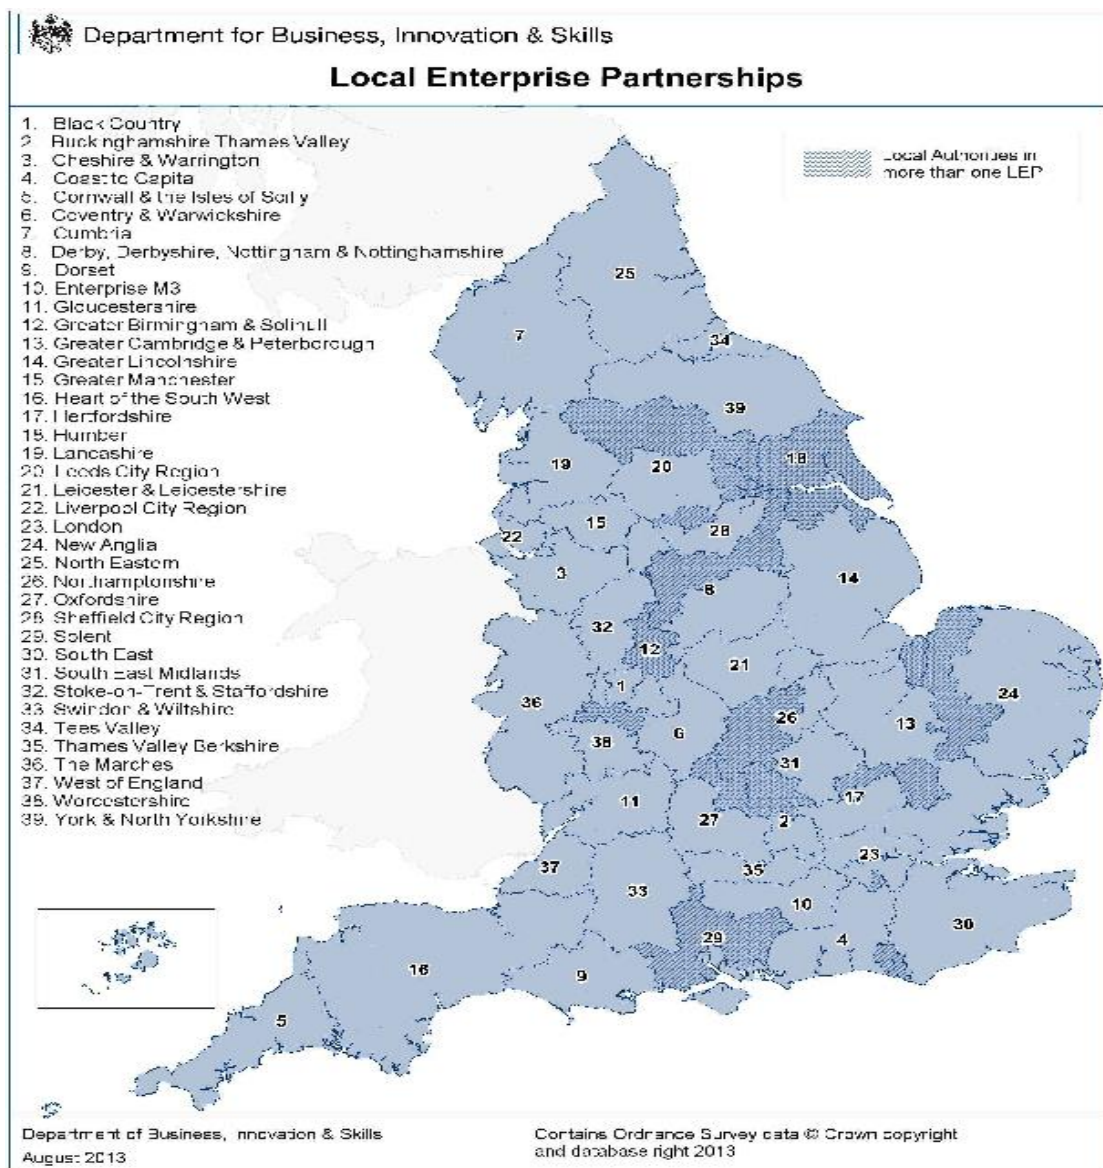 Department for Business, Innovation & Skills
Local Enterprise Partnerships
1. Black Country
2. Buckinghamshire Thames Valley
3. Cheshire & Warrington
4. Coast to Capital
5. Cornwall & the Isles of Scilly
6. Coventry & Warwickshire
7. Cumbria
8. Derby, Derbyshire, Nottingham & Nottinghamshire
9. Dorset
10. Enterprise M3
11. Gloucestershire
12. Greater Birmingham & Solihull
13. Greater Cambridge & Peterborough
14. Greater Lincolnshire
15. Greater Manchester
16. Heart of the South West
17. Hertfordshire
18. Humber
19. Lancashire
20. Leeds City Region
21. Leicester & Leicestershire
22. Liverpool City Region
23. London
24. New Anglia
25. North Eastern
26. Northamptonshire
27. Oxfordshire
28. Sheffield City Region
29. Solent
30. South East
31. South East Midlands
32. Stoke-on-Trent & Staffordshire
33. Swindon & Wiltshire
34. Tees Valley
35. Thames Valley Berkshire
36. The Marches
37. West of England
38. Worcestershire
39. York & North Yorkshire
Local Authorities in
more than one LEP
25
7
34
39
18
19
20
15
28
22
3
14
8
32
12
21
1
24
36
26
13
6
38
31
11
17
27
2
23
37
35
33
10
30
29
4
16
9
5
Department of Business, Innovation & Skills
August 2013
Contains Ordnance Survey data © Crown copyright
and database right 2013